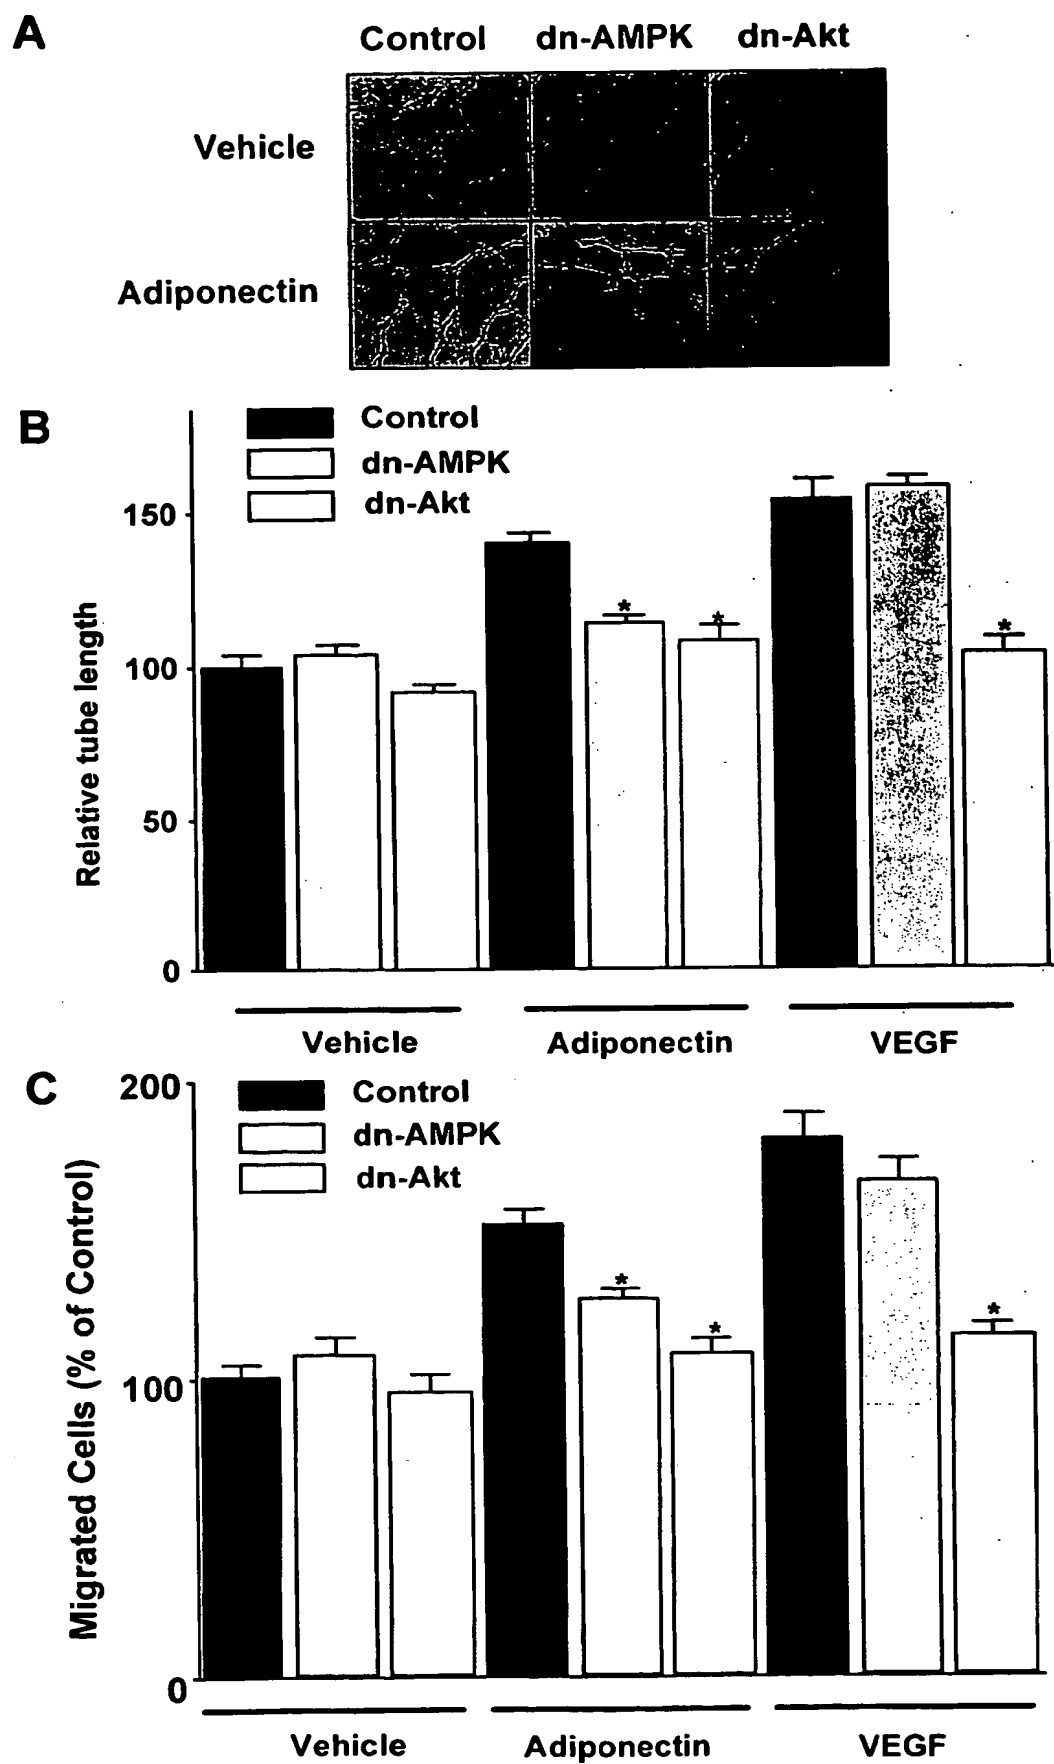 A
Control dn-AMPK dn-Akt
Vehicle
Adiponectin
B
Control
dn-AMPK
dn-Akt
150
100
50
0
Relative tube length
*
*
*
Vehicle Adiponectin VEGF
C
200
100
0
Control
dn-AMPK
dn-Akt
Migrated Cells (% of Control)
*
*
*
Vehicle Adiponectin VEGF